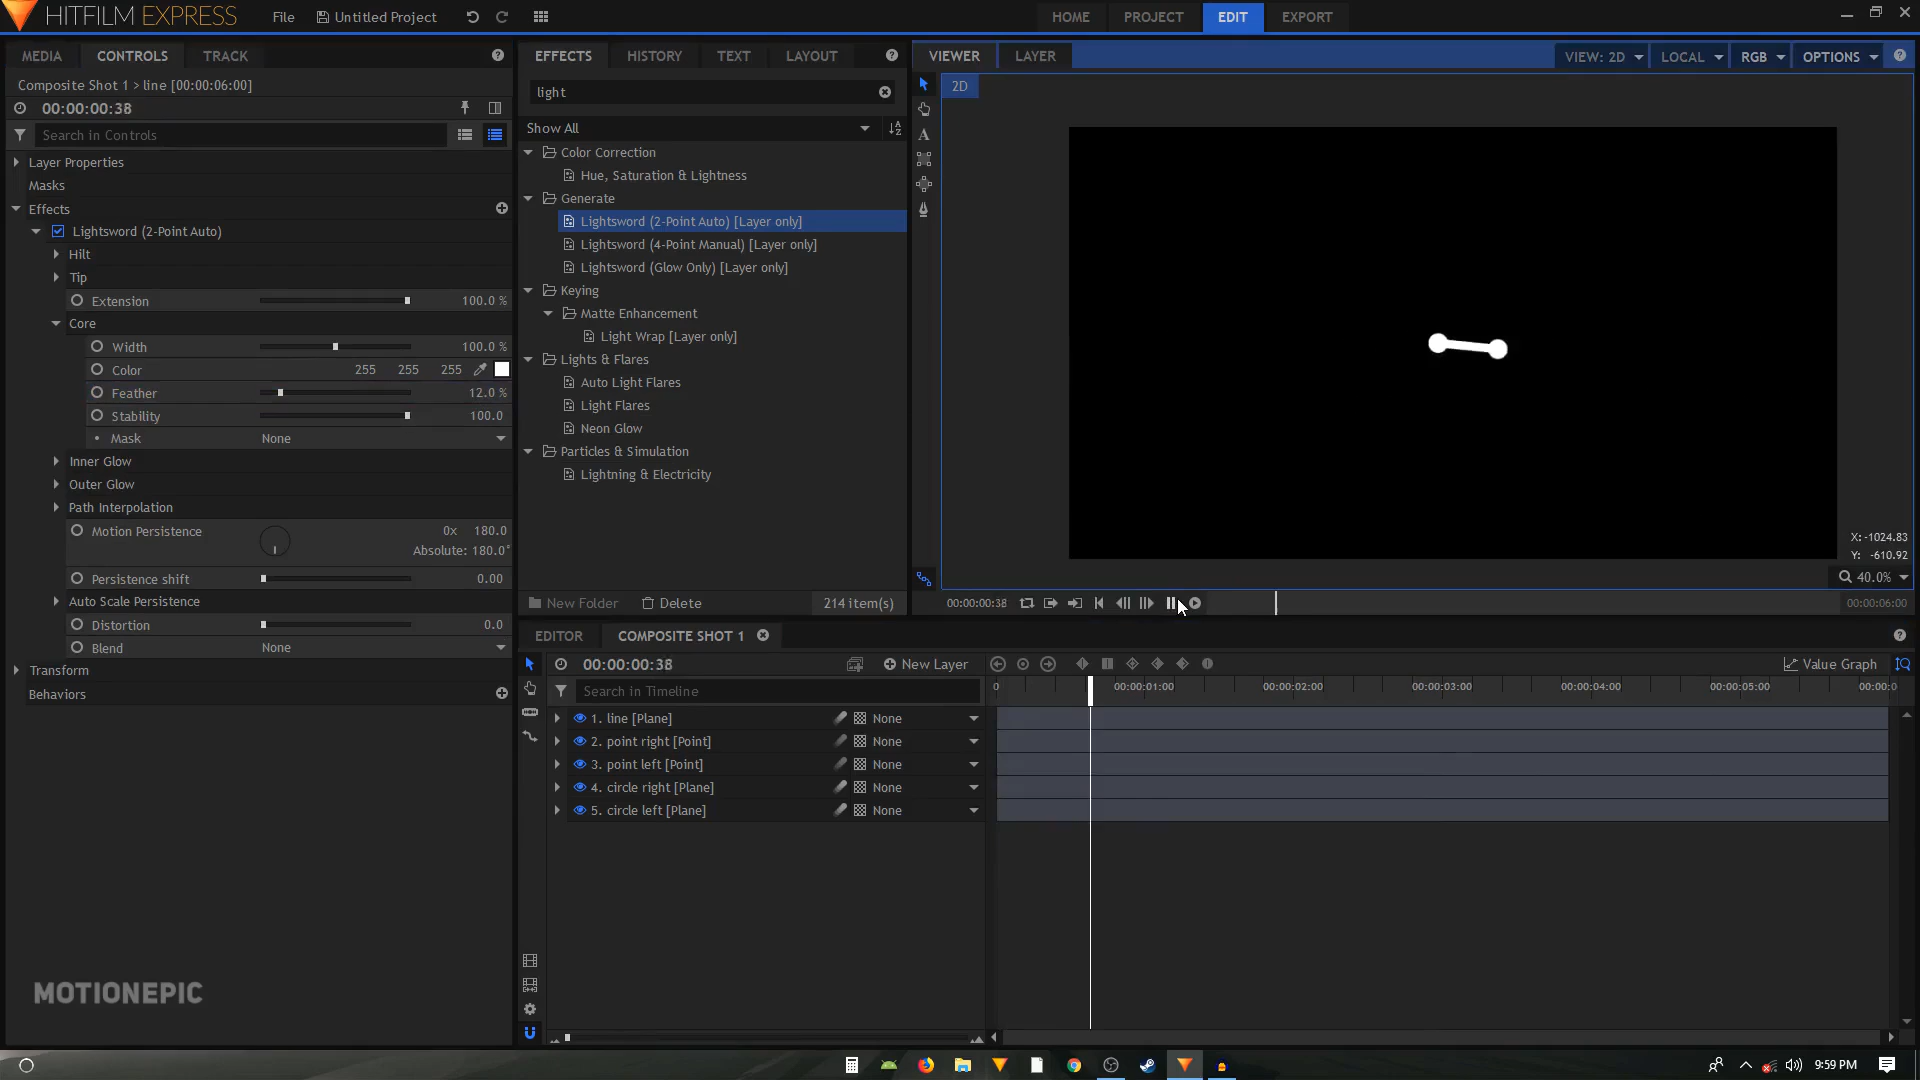 HITFILM EXPRESS
File
Untitled Project
HOME
PROJECT
EDIT
EXPORT
MEDIA
CONTROLS
TRACK
Composite Shot 1 > line [00:00:06:00]
00:00:00:38
Search in Controls
Layer Properties
Masks
Effects
Lightsword (2-Point Auto)
Hilt
Tip
Extension 100.0 %
Core
Width 100.0 %
Color 255 255 255
Feather 12.0 %
Stability 100.0
Mask None
Inner Glow
Outer Glow
Path Interpolation
Motion Persistence 0x 180.0
Absolute: 180.0°
Persistence shift 0.00
Auto Scale Persistence
Distortion 0.0
Blend None
Transform
Behaviors
MOTIONEPIC
EFFECTS
HISTORY
TEXT
LAYOUT
light
Show All
Color Correction
Hue, Saturation & Lightness
Generate
Lightsword (2-Point Auto) [Layer only]
Lightsword (4-Point Manual) [Layer only]
Lightsword (Glow Only) [Layer only]
Keying
Matte Enhancement
Light Wrap [Layer only]
Lights & Flares
Auto Light Flares
Light Flares
Neon Glow
Particles & Simulation
Lightning & Electricity
New Folder
Delete
214 item(s)
VIEWER
LAYER
VIEW: 2D
LOCAL
RGB
OPTIONS
2D
X: -1024.83
Y: -610.92
40.0%
00:00:00:38
00:00:06:00
EDITOR
COMPOSITE SHOT 1
00:00:00:38
New Layer
Value Graph
Search in Timeline
0
00:00:01:00
00:00:02:00
00:00:03:00
00:00:04:00
00:00:05:00
00:00:0
1. line [Plane] None
2. point right [Point] None
3. point left [Point] None
4. circle right [Plane] None
5. circle left [Plane] None
9:59 PM